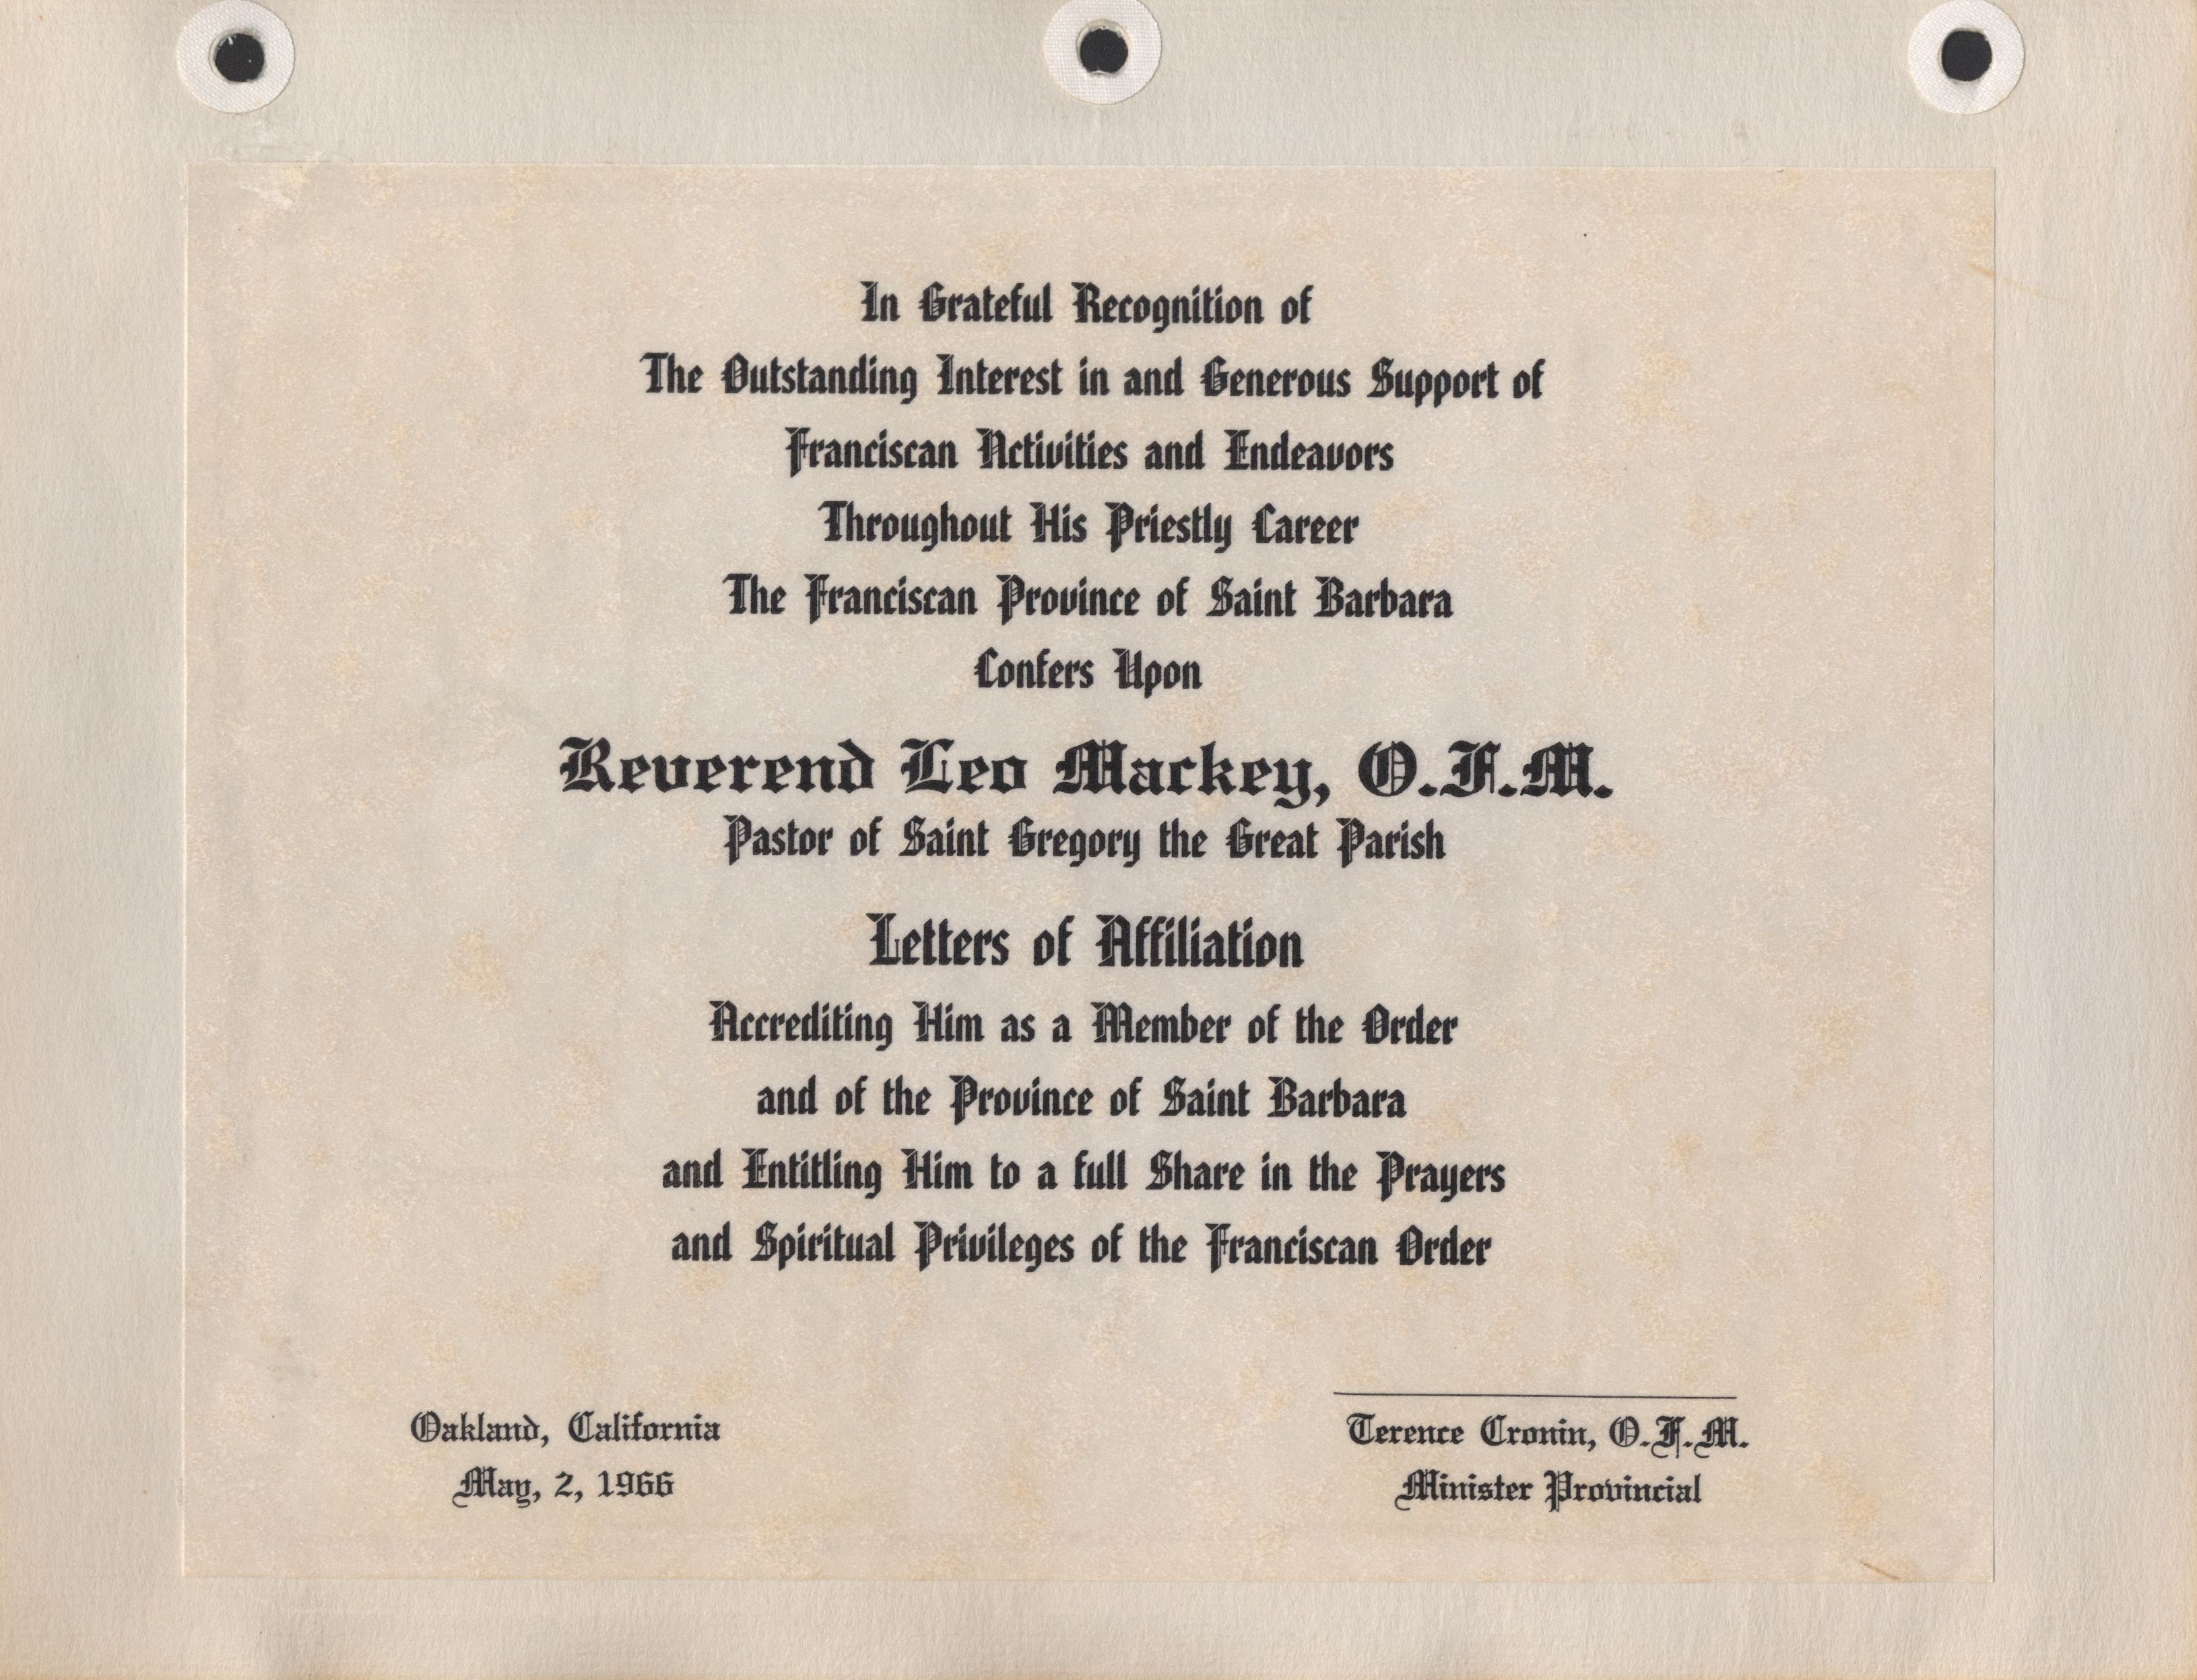 In Grateful Recognition of
The Outstanding Interest in and Generous Support of
Franciscan Activities and Endeavors
Throughout His Priestly Career
The Franciscan Province of Saint Barbara
Confers Upon
Reverend Leo Mackey, O.F.M.
Pastor of Saint Gregory the Great Parish
Letters of Affiliation
Accrediting Him as a Member of the Order
and of the Province of Saint Barbara
and Entitling Him to a full Share in the Prayers
and Spiritual Privileges of the Franciscan Order
Oakland, California
May, 2, 1966
Terence Cronin, O.F.M.
Minister Provincial